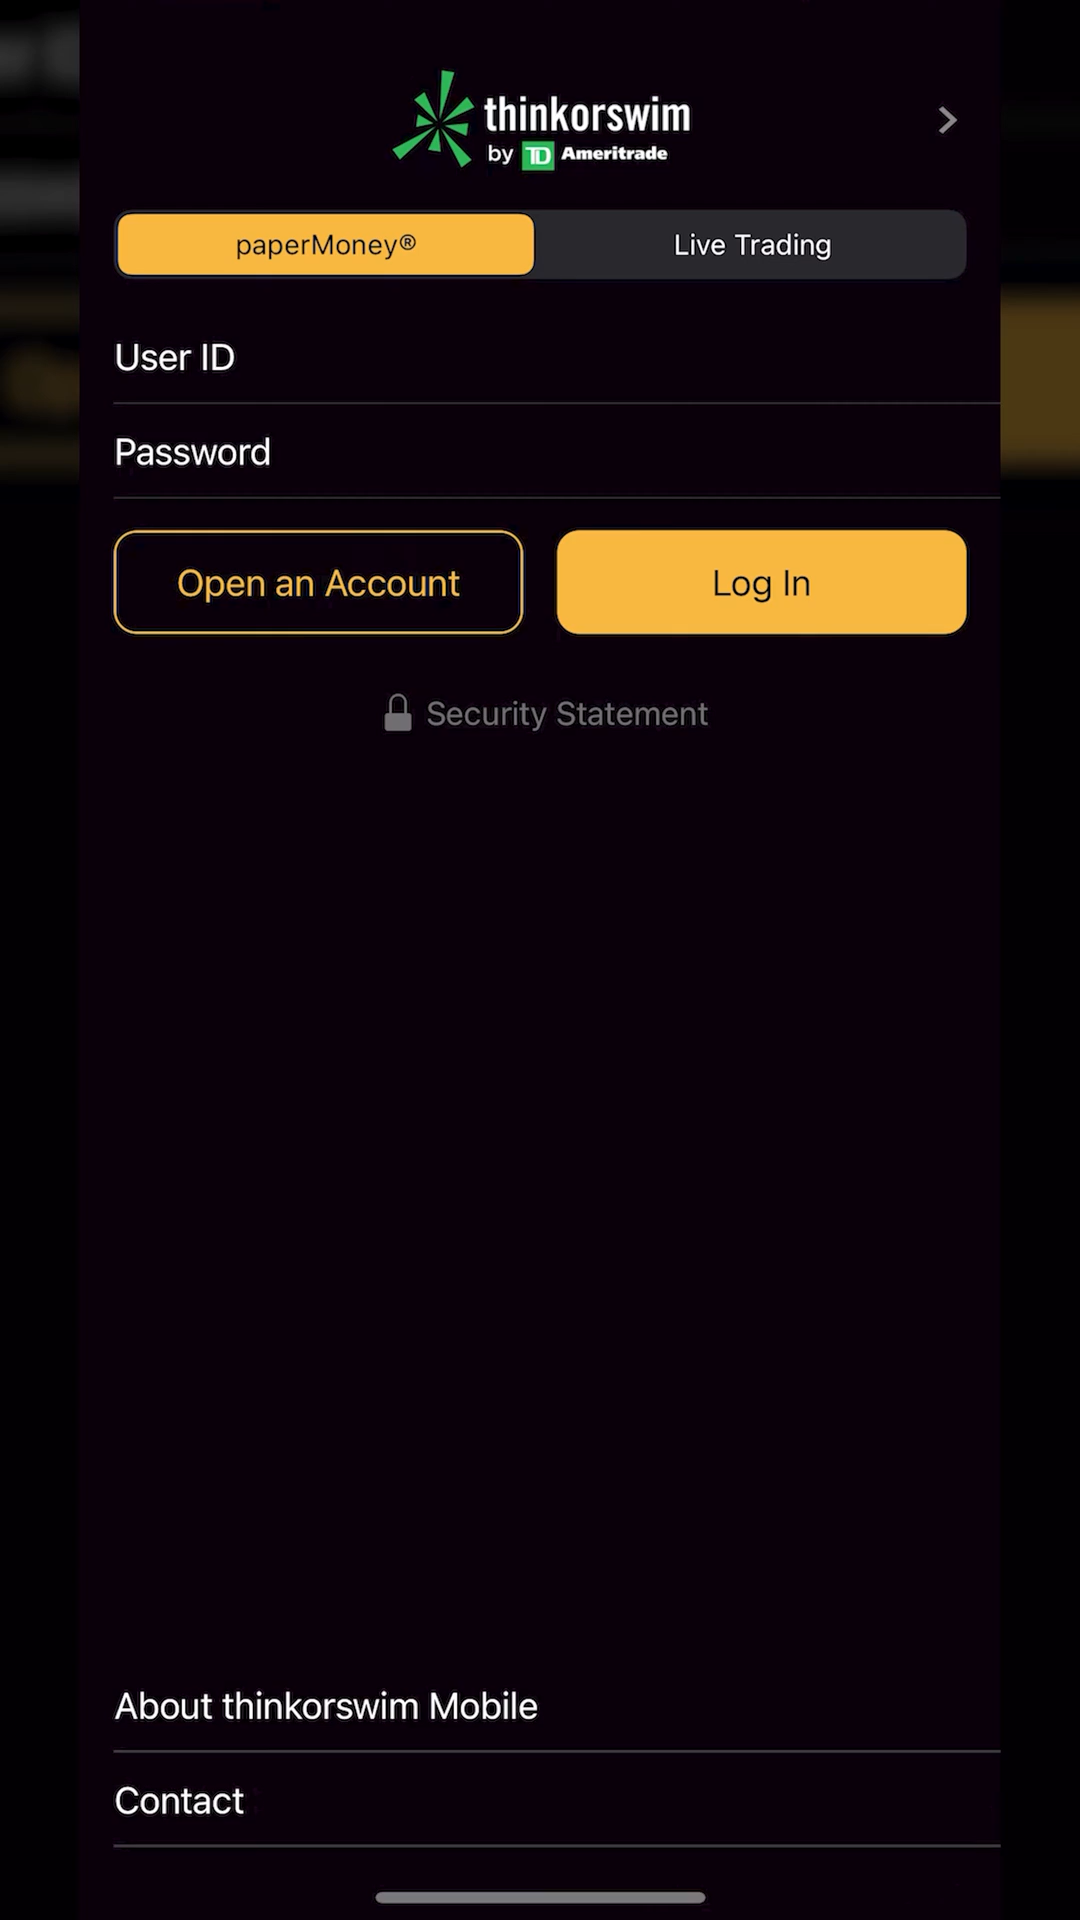 thinkorswim
by TD Ameritrade
paperMoney®
Live Trading
User ID
Password
Open an Account
Log In
Security Statement
About thinkorswim Mobile
Contact